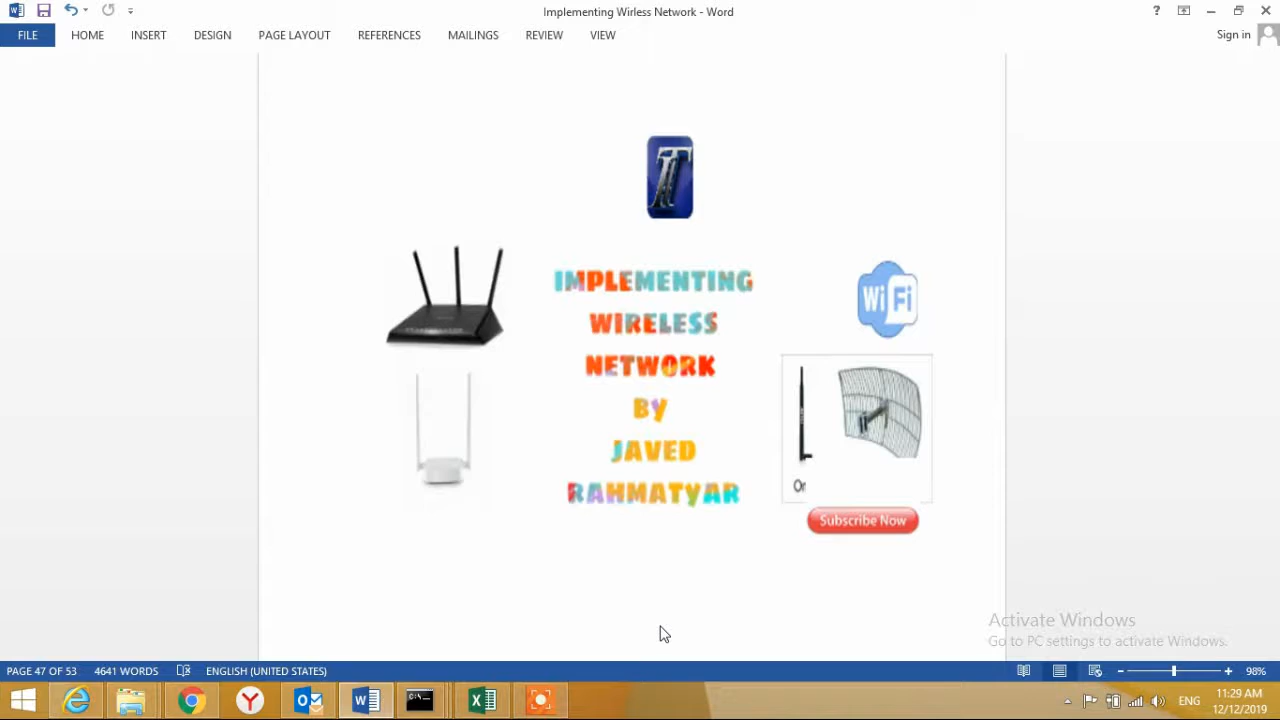 Implementing Wirless Network - Word
?
FILE HOME INSERT DESIGN PAGE LAYOUT REFERENCES MAILINGS REVIEW VIEW Sign in
T
IMPLEMENTING
WIRELESS
NETWORK
BY
JAVED
RAHMATYAR
Wi Fi
Or
Subscribe Now
Activate Windows
Go to PC settings to activate Windows.
PAGE 47 OF 53 4641 WORDS ENGLISH (UNITED STATES) 98%
ENG 11:29 AM
12/12/2019